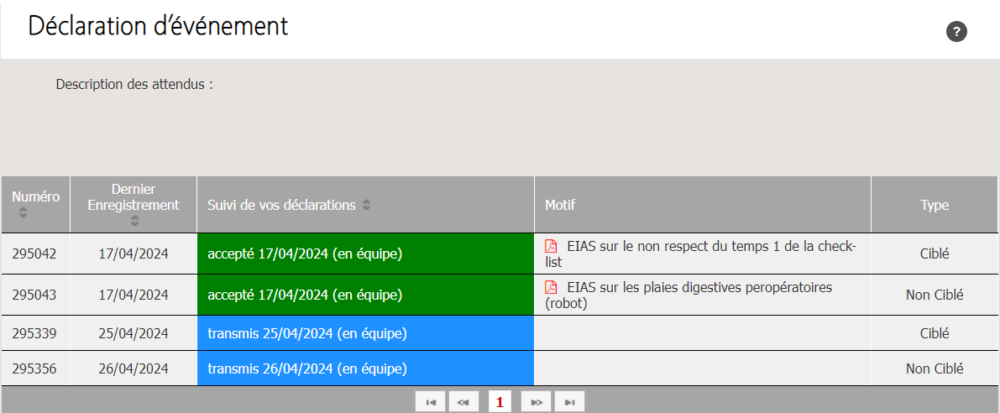 Déclaration d'événement
?
Description des attendus :
Numéro
Dernier
Enregistrement
Suivi de vos déclarations
Motif
Type
295042 17/04/2024 accepté 17/04/2024 (en équipe) EIAS sur le non respect du temps 1 de la check-
list Ciblé
295043 17/04/2024 accepté 17/04/2024 (en équipe) EIAS sur les plaies digestives peropératoires
(robot) Non Ciblé
295339 25/04/2024 transmis 25/04/2024 (en équipe) Ciblé
295356 26/04/2024 transmis 26/04/2024 (en équipe) Non Ciblé
1